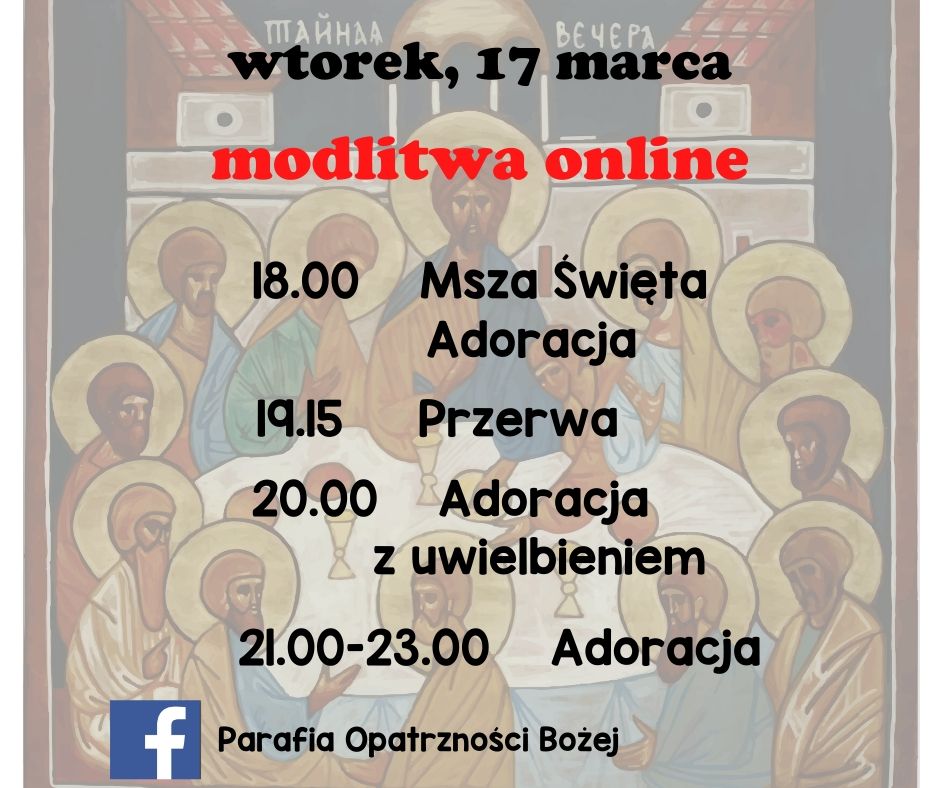 ТАЙНАА ВЕЧЕРА
wtorek, 17 marca
modlitwa online
18.00 Msza Święta
Adoracja
19.15 Przerwa
20.00 Adoracja
z uwielbieniem
21.00-23.00 Adoracja
f Parafia Opatrzności Bożej